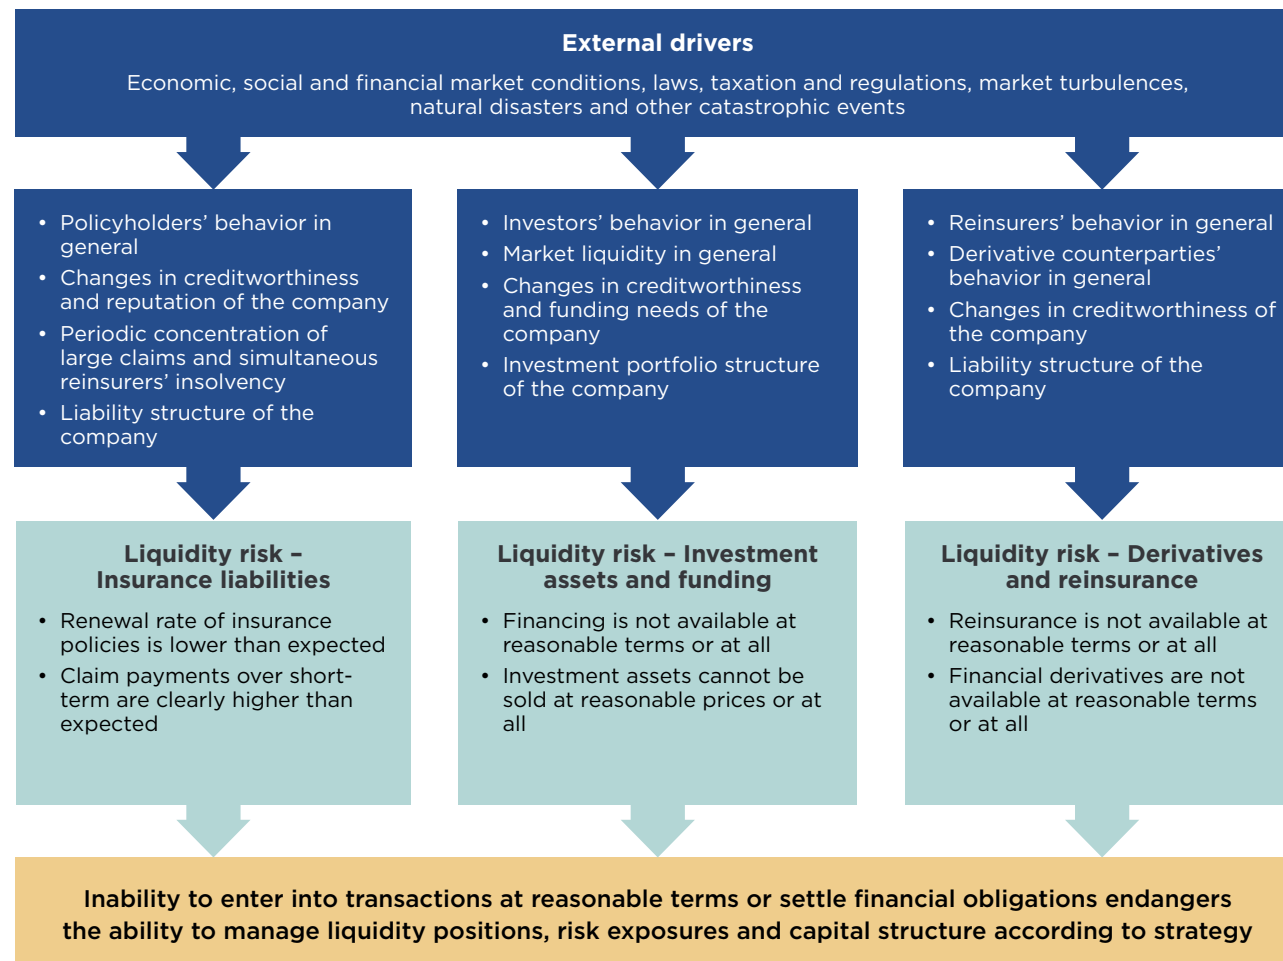 External drivers
Economic, social and financial market conditions, laws, taxation and regulations, market turbulences,
natural disasters and other catastrophic events
• Policyholders’ behavior in
general
• Changes in creditworthiness
and reputation of the company
• Periodic concentration of
large claims and simultaneous
reinsurers’ insolvency
• Liability structure of the
company
• Investors’ behavior in general
• Market liquidity in general
• Changes in creditworthiness
and funding needs of the
company
• Investment portfolio structure
of the company
• Reinsurers’ behavior in general
• Derivative counterparties’
behavior in general
• Changes in creditworthiness of
the company
• Liability structure of the
company
Liquidity risk –
Insurance liabilities
• Renewal rate of insurance
policies is lower than expected
• Claim payments over short-
term are clearly higher than
expected
Liquidity risk – Investment
assets and funding
• Financing is not available at
reasonable terms or at all
• Investment assets cannot be
sold at reasonable prices or at
all
Liquidity risk – Derivatives
and reinsurance
• Reinsurance is not available at
reasonable terms or at all
• Financial derivatives are not
available at reasonable terms
or at all
Inability to enter into transactions at reasonable terms or settle financial obligations endangers
the ability to manage liquidity positions, risk exposures and capital structure according to strategy